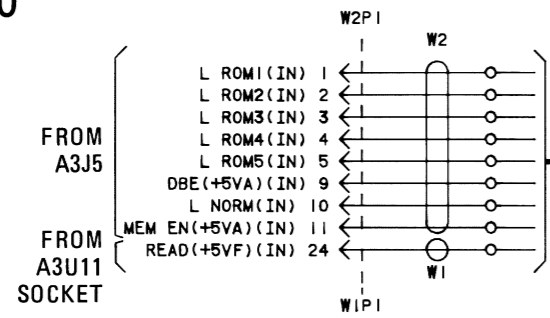 0
W2P1
W2
L ROM1(IN) 1
L ROM2(IN) 2
L ROM3(IN) 3
L ROM4(IN) 4
L ROM5(IN) 5
DBE(+5VA)(IN) 9
L NORM(IN) 10
MEM EN(+5VA)(IN) 11
READ(+5VF)(IN) 24
FROM
A3J5
FROM
A3U11
SOCKET
W1
W1P1